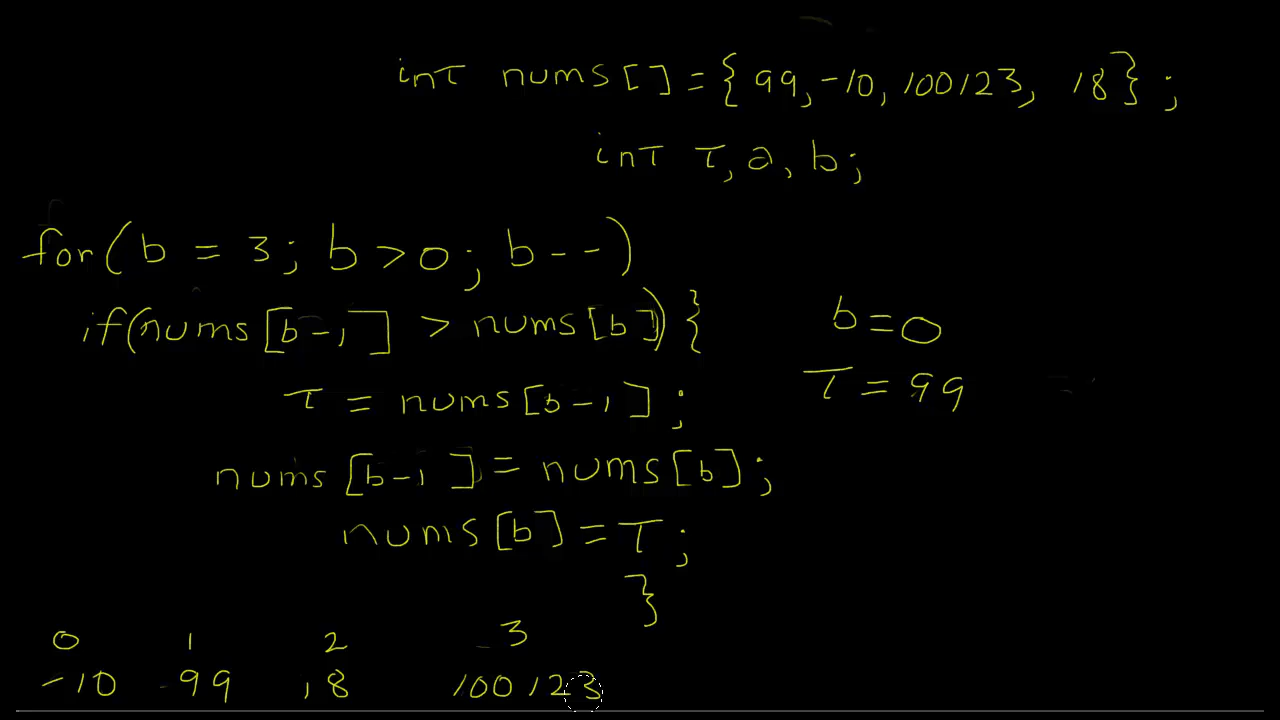 int nums[] = {99, -10, 100123, 18};
int t, a, b;
for( b = 3; b > 0; b--)
if(nums[b-1] > nums[b]){
b = 0
t = nums[b-1];
t = 99
nums[b-1] = nums[b];
nums[b] = t;
}
0 1 2 3
-10 99 18 100123